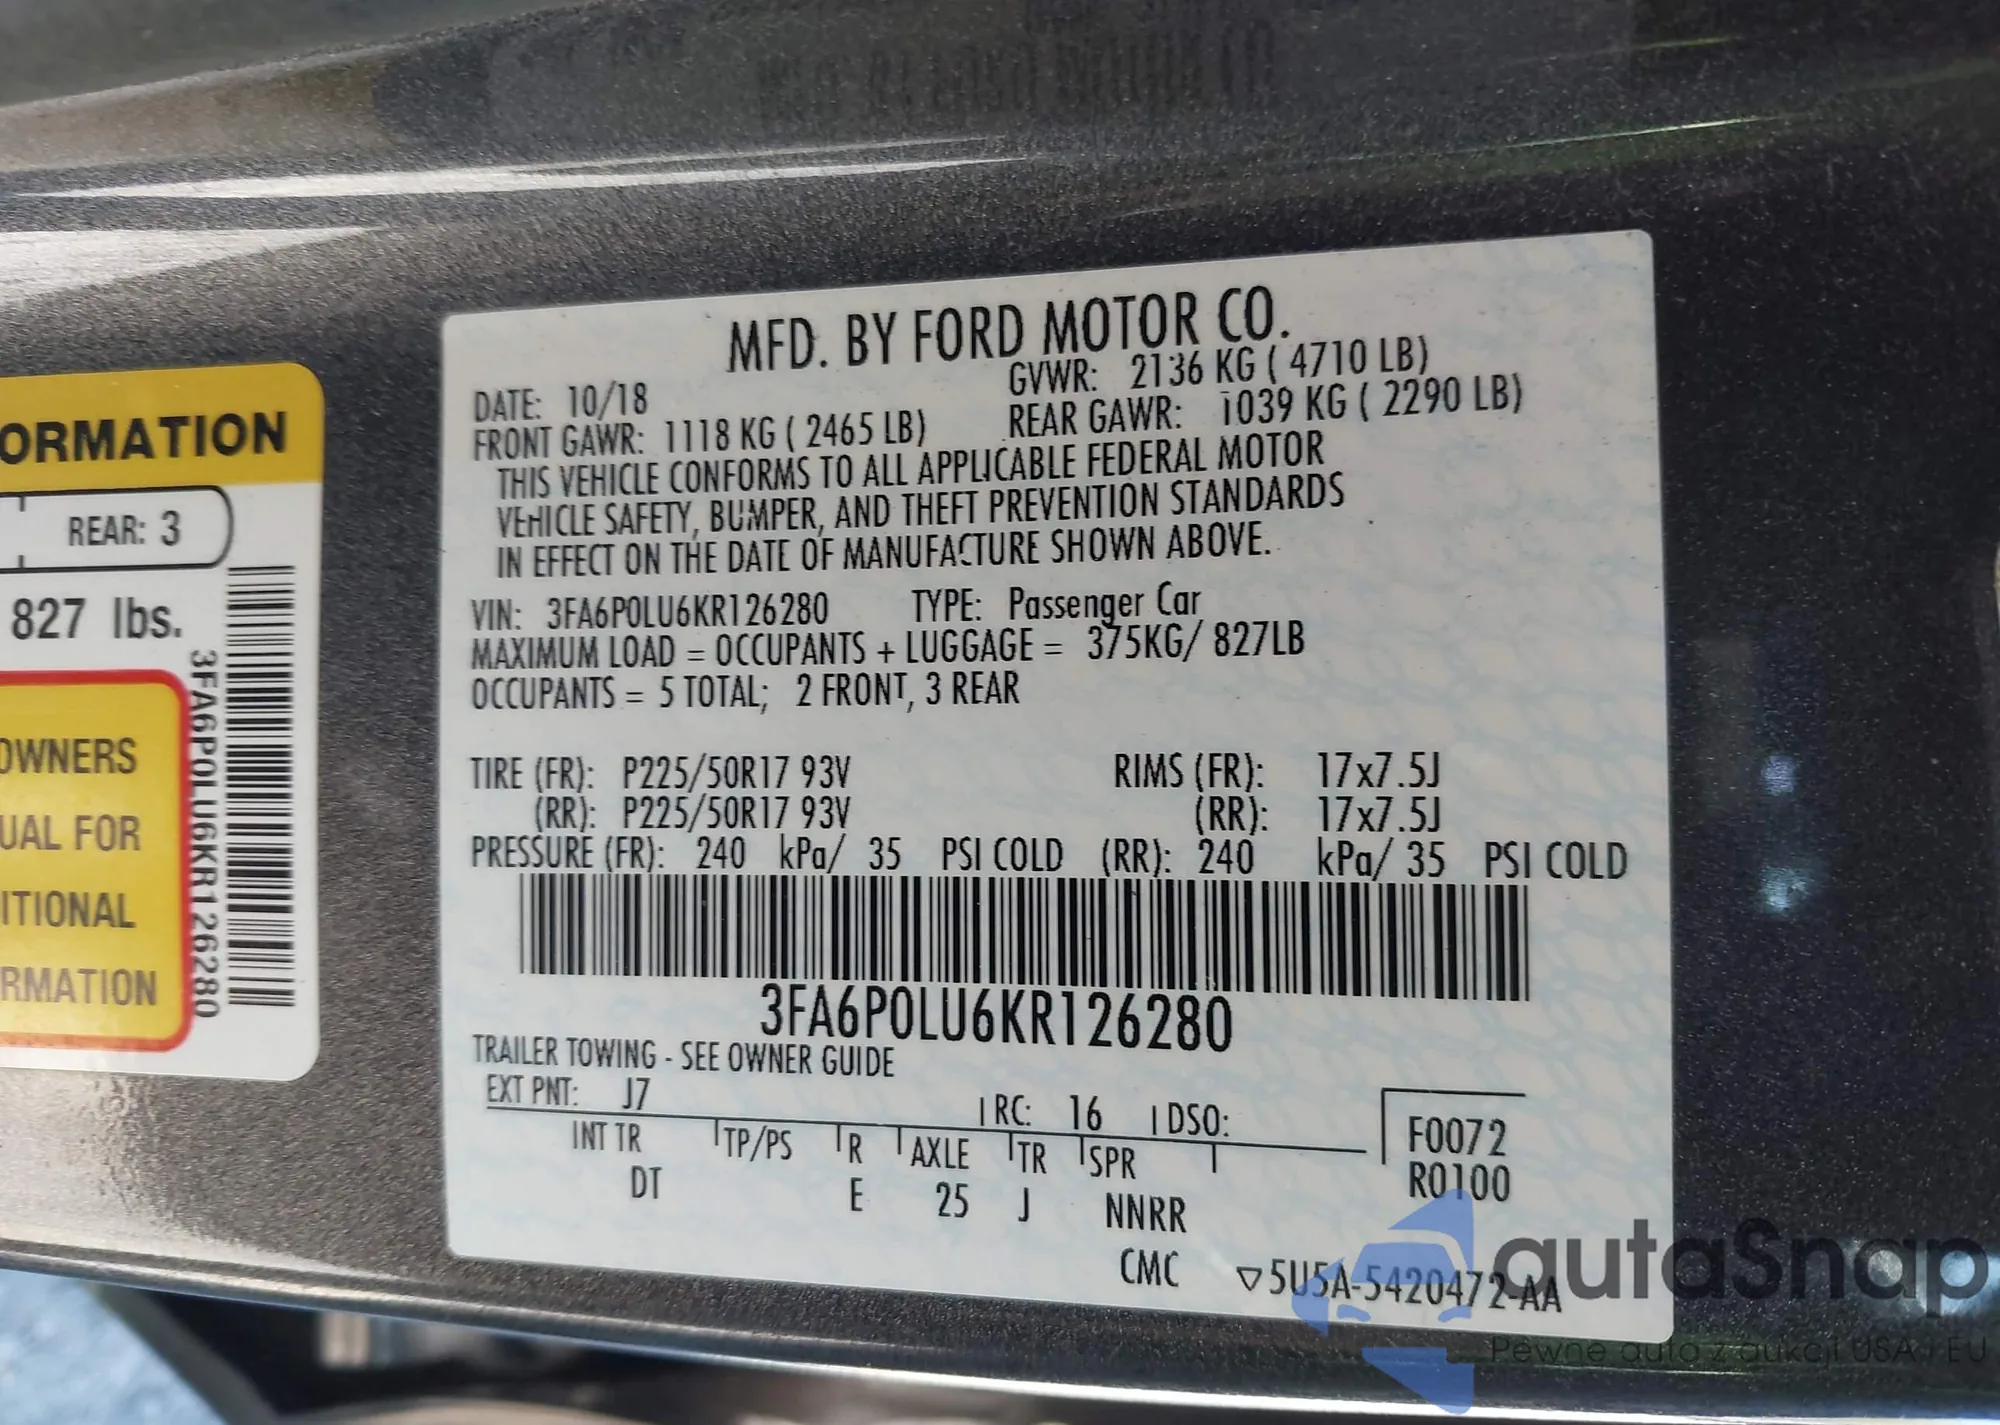 ORMATION
REAR: 3
827 lbs.
OWNERS
UAL FOR
ITIONAL
RMATION
3FA6P0LU6KR126280
MFD. BY FORD MOTOR CO.
DATE: 10/18 GVWR: 2136 KG ( 4710 LB)
FRONT GAWR: 1118 KG ( 2465 LB) REAR GAWR: 1039 KG ( 2290 LB)
THIS VEHICLE CONFORMS TO ALL APPLICABLE FEDERAL MOTOR
VEHICLE SAFETY, BUMPER, AND THEFT PREVENTION STANDARDS
IN EFFECT ON THE DATE OF MANUFACTURE SHOWN ABOVE.
VIN: 3FA6P0LU6KR126280 TYPE: Passenger Car
MAXIMUM LOAD = OCCUPANTS + LUGGAGE = 375KG/ 827LB
OCCUPANTS = 5 TOTAL; 2 FRONT, 3 REAR
TIRE (FR): P225/50R17 93V RIMS (FR): 17x7.5J
(RR): P225/50R17 93V (RR): 17x7.5J
PRESSURE (FR): 240 kPa/ 35 PSI COLD (RR): 240 kPa/ 35 PSI COLD
3FA6P0LU6KR126280
TRAILER TOWING - SEE OWNER GUIDE
EXT PNT: J7 RC: 16 DSO:
F0072
R0100
INT TR TP/PS R AXLE TR SPR
DT E 25 J NNRR
CMC ▽5U5A-5420472-AA
autaSnap
Pewne auta z aukcji USA i EU